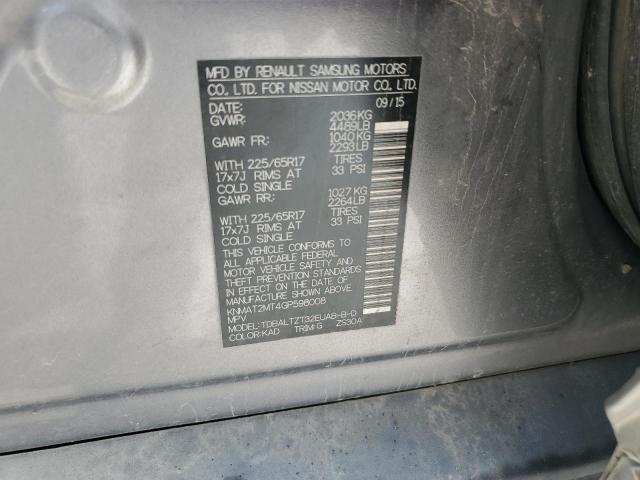 MFD BY RENAULT SAMSUNG MOTORS
CO., LTD. FOR NISSAN MOTOR CO., LTD.
DATE: 09/15
GVWR: 2036KG
4489LB
GAWR FR: 1040KG
2293LB
WITH 225/65R17 TIRES
17x7J RIMS AT 33 PSI
COLD SINGLE
GAWR RR: 1027KG
2264LB
WITH 225/65R17 TIRES
17x7J RIMS AT 33 PSI
COLD SINGLE
THIS VEHICLE CONFORMS TO
ALL APPLICABLE FEDERAL
MOTOR VEHICLE SAFETY AND
THEFT PREVENTION STANDARDS
IN EFFECT ON THE DATE OF
MANUFACTURE SHOWN ABOVE.
KNMAT2MT4GP598008
MPV
MODEL: TDBALTZT32EUAB-B-D
COLOR:KAD TRIM:G ZS30A